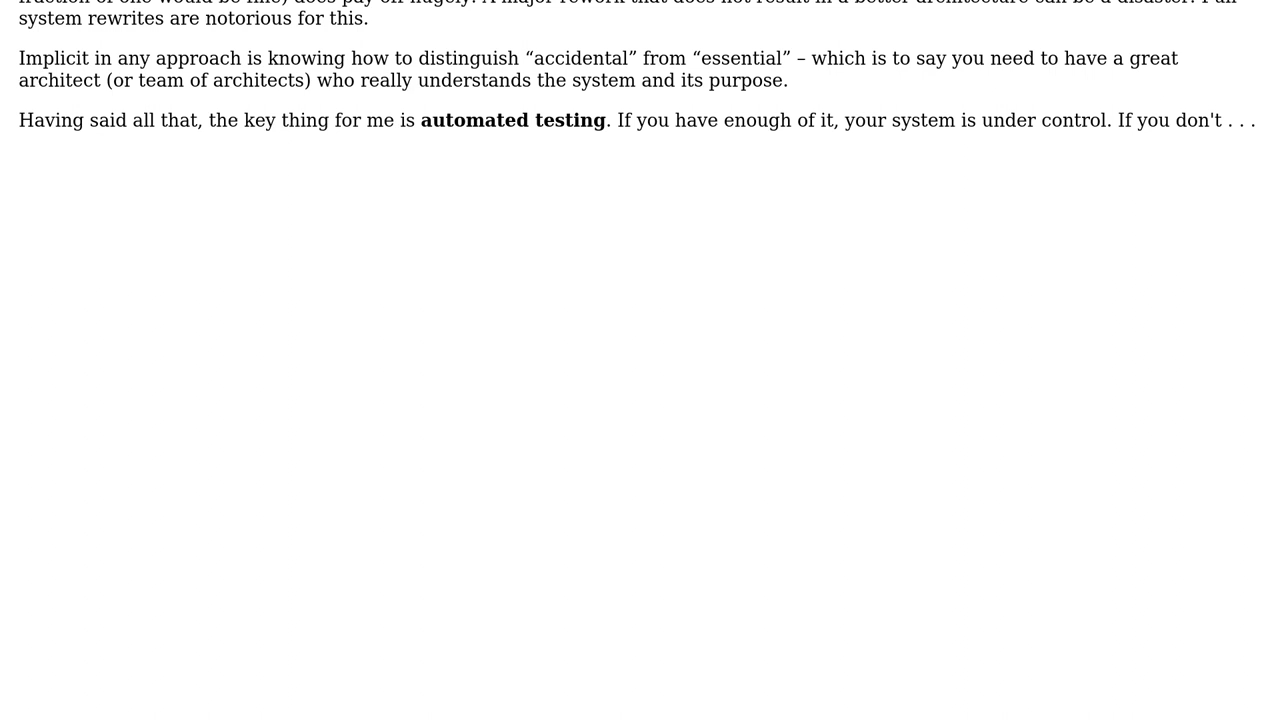 system rewrites are notorious for this.
Implicit in any approach is knowing how to distinguish “accidental” from “essential” – which is to say you need to have a great
architect (or team of architects) who really understands the system and its purpose.
Having said all that, the key thing for me is automated testing. If you have enough of it, your system is under control. If you don't . . .